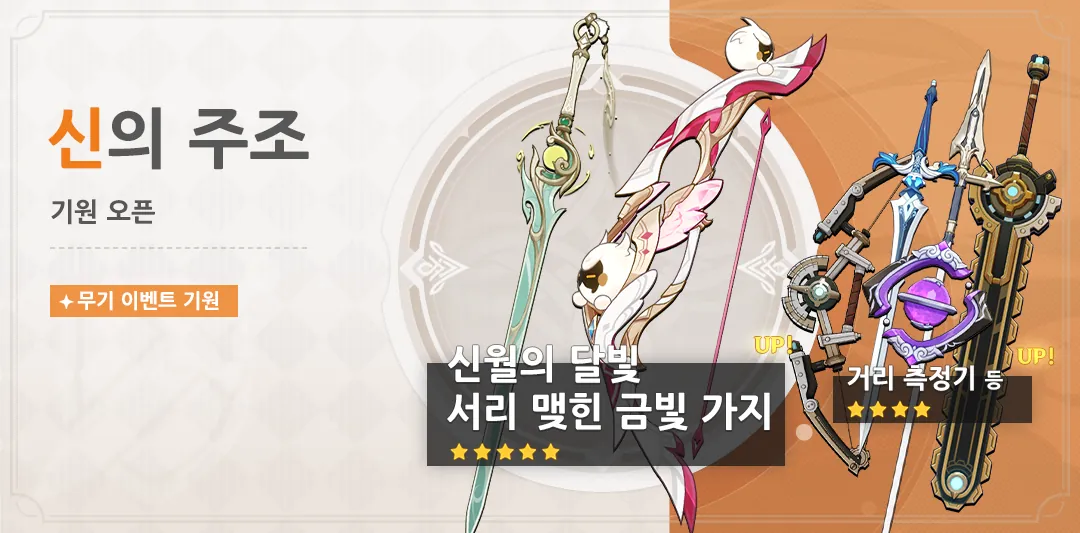 신의 주조
기원 오픈
무기 이벤트 기원
신월의 달빛
서리 맺힌 금빛 가지
UP!
거리 측정기 등
UP!